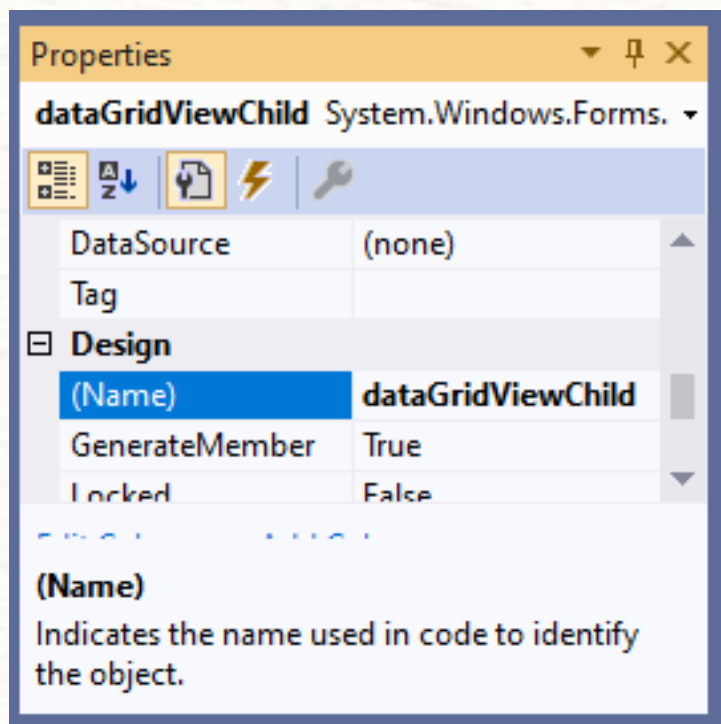 Properties
dataGridViewChild System.Windows.Forms.
DataSource (none)
Tag
Design
(Name) dataGridViewChild
GenerateMember True
Locked False
(Name)
Indicates the name used in code to identify
the object.